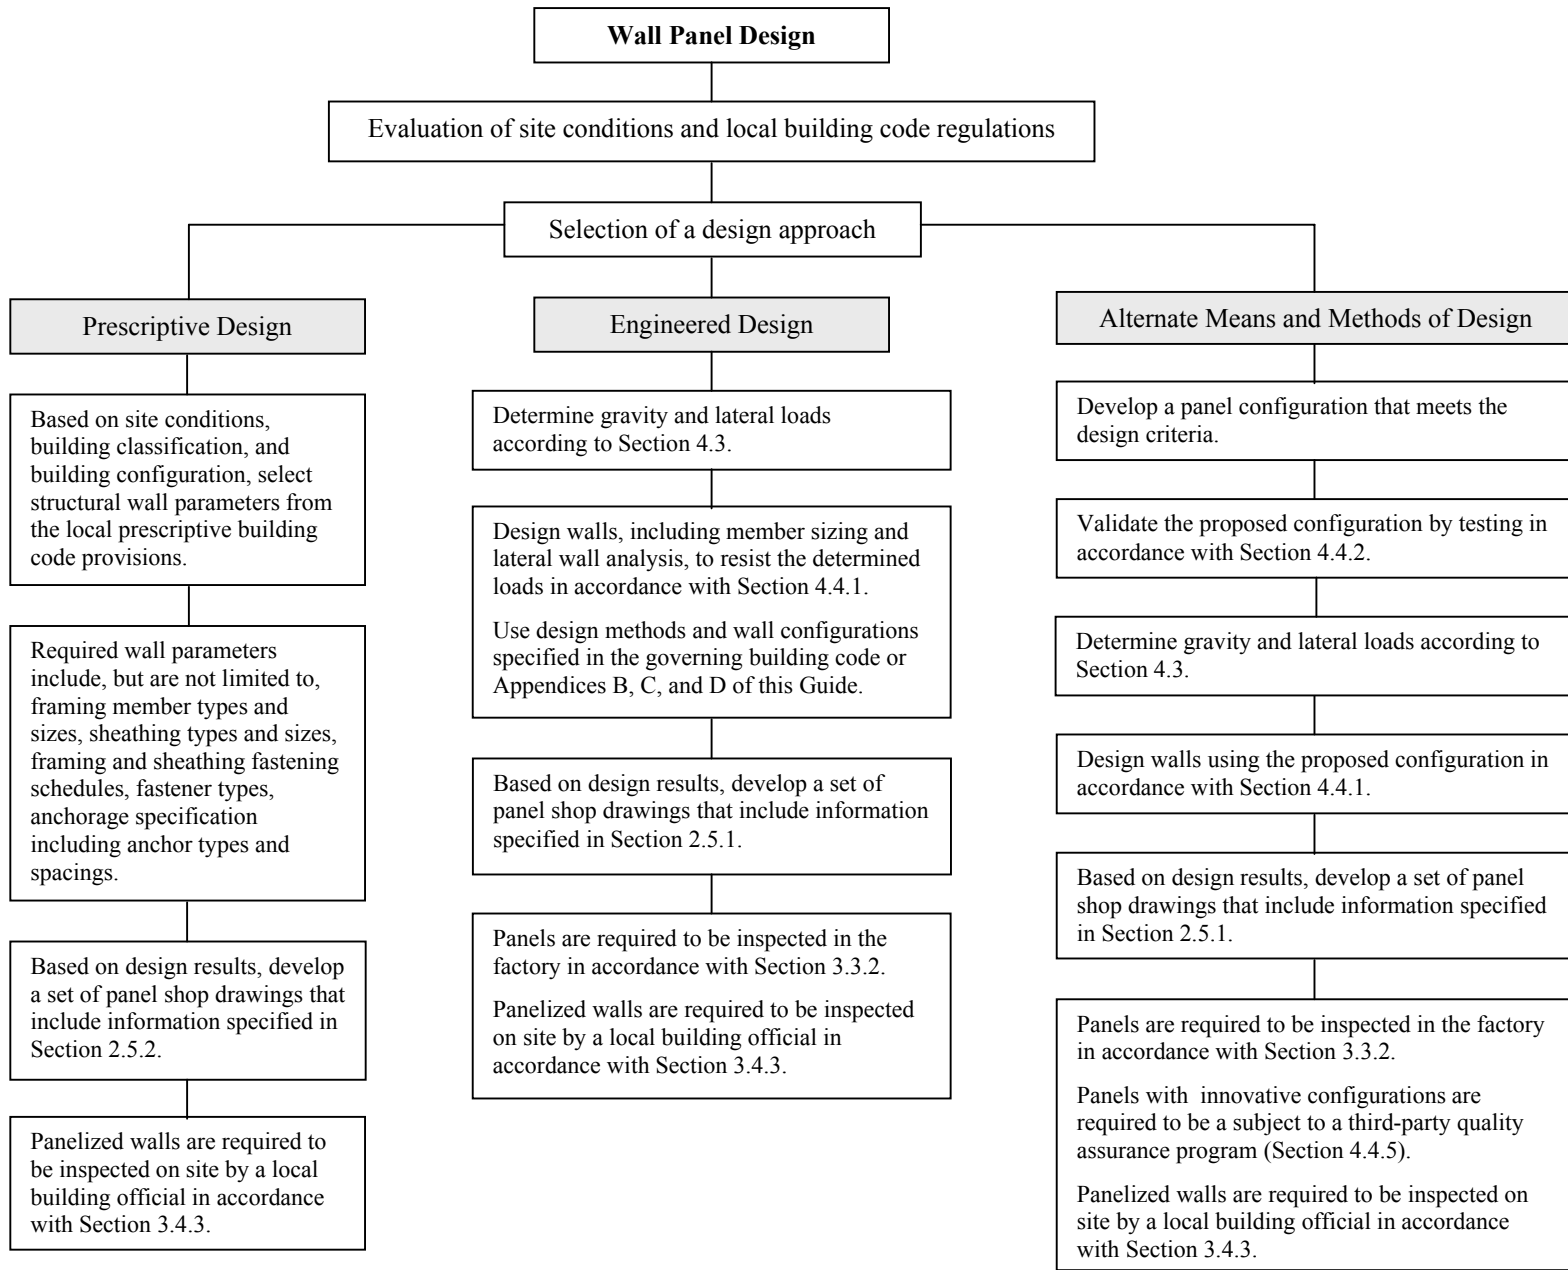 Wall Panel Design
Evaluation of site conditions and local building code regulations
Selection of a design approach
Prescriptive Design
Based on site conditions,
building classification, and
building configuration, select
structural wall parameters from
the local prescriptive building
code provisions.
Required wall parameters
include, but are not limited to,
framing member types and
sizes, sheathing types and sizes,
framing and sheathing fastening
schedules, fastener types,
anchorage specification
including anchor types and
spacings.
Based on design results, develop
a set of panel shop drawings that
include information specified in
Section 2.5.2.
Panelized walls are required to
be inspected on site by a local
building official in accordance
with Section 3.4.3.
Engineered Design
Determine gravity and lateral loads
according to Section 4.3.
Design walls, including member sizing and
lateral wall analysis, to resist the determined
loads in accordance with Section 4.4.1.
Use design methods and wall configurations
specified in the governing building code or
Appendices B, C, and D of this Guide.
Based on design results, develop a set of
panel shop drawings that include information
specified in Section 2.5.1.
Panels are required to be inspected in the
factory in accordance with Section 3.3.2.
Panelized walls are required to be inspected
on site by a local building official in
accordance with Section 3.4.3.
Alternate Means and Methods of Design
Develop a panel configuration that meets the
design criteria.
Validate the proposed configuration by testing in
accordance with Section 4.4.2.
Determine gravity and lateral loads according to
Section 4.3.
Design walls using the proposed configuration in
accordance with Section 4.4.1.
Based on design results, develop a set of panel
shop drawings that include information specified
in Section 2.5.1.
Panels are required to be inspected in the factory
in accordance with Section 3.3.2.
Panels with innovative configurations are
required to be a subject to a third-party quality
assurance program (Section 4.4.5).
Panelized walls are required to be inspected on
site by a local building official in accordance
with Section 3.4.3.